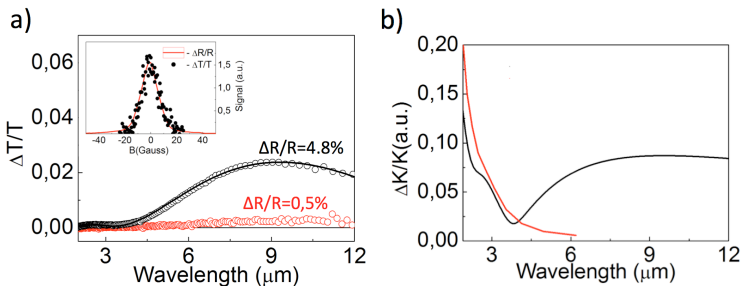 a)
0,06
0,04
0,02
0,00
ΔT/T
- ΔR/R
- ΔT/T
1,5
1,0
0,5
Signal (a.u.)
-40 -20 0 20 40
B(Gauss)
ΔR/R=4.8%
ΔR/R=0,5%
3 6 9 12
Wavelength (μm)
b)
0,20
0,15
0,10
0,05
0,00
ΔK/K(a.u.)
3 6 9 12
Wavelength (μm)